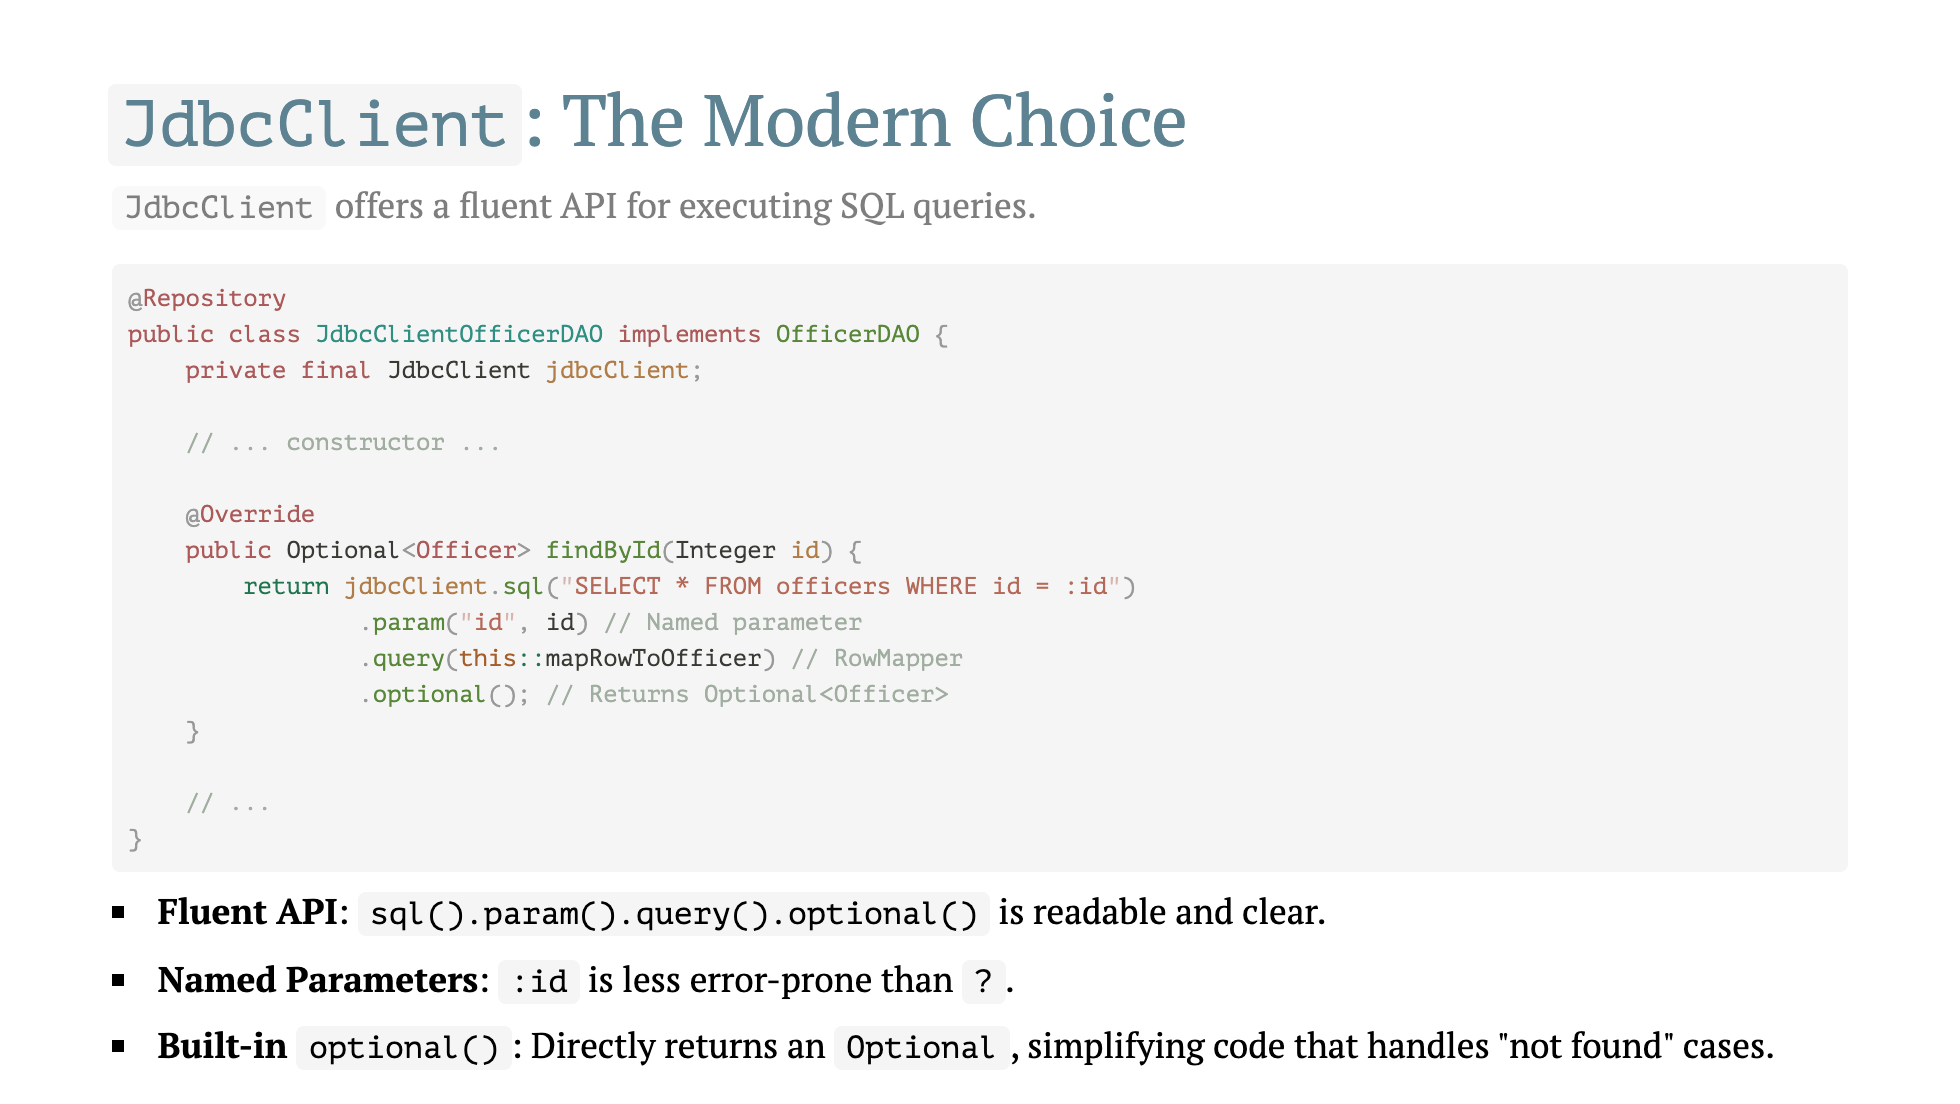 JdbcClient: The Modern Choice
JdbcClient offers a fluent API for executing SQL queries.
@Repository
public class JdbcClientOfficerDAO implements OfficerDAO {
    private final JdbcClient jdbcClient;
    // ... constructor ...
    @Override
    public Optional<Officer> findById(Integer id) {
        return jdbcClient.sql("SELECT * FROM officers WHERE id = :id")
                .param("id", id) // Named parameter
                .query(this::mapRowToOfficer) // RowMapper
                .optional(); // Returns Optional<Officer>
    }
    // ...
}
▪ Fluent API: sql().param().query().optional() is readable and clear.
▪ Named Parameters: :id is less error-prone than ?.
▪ Built-in optional(): Directly returns an Optional, simplifying code that handles "not found" cases.